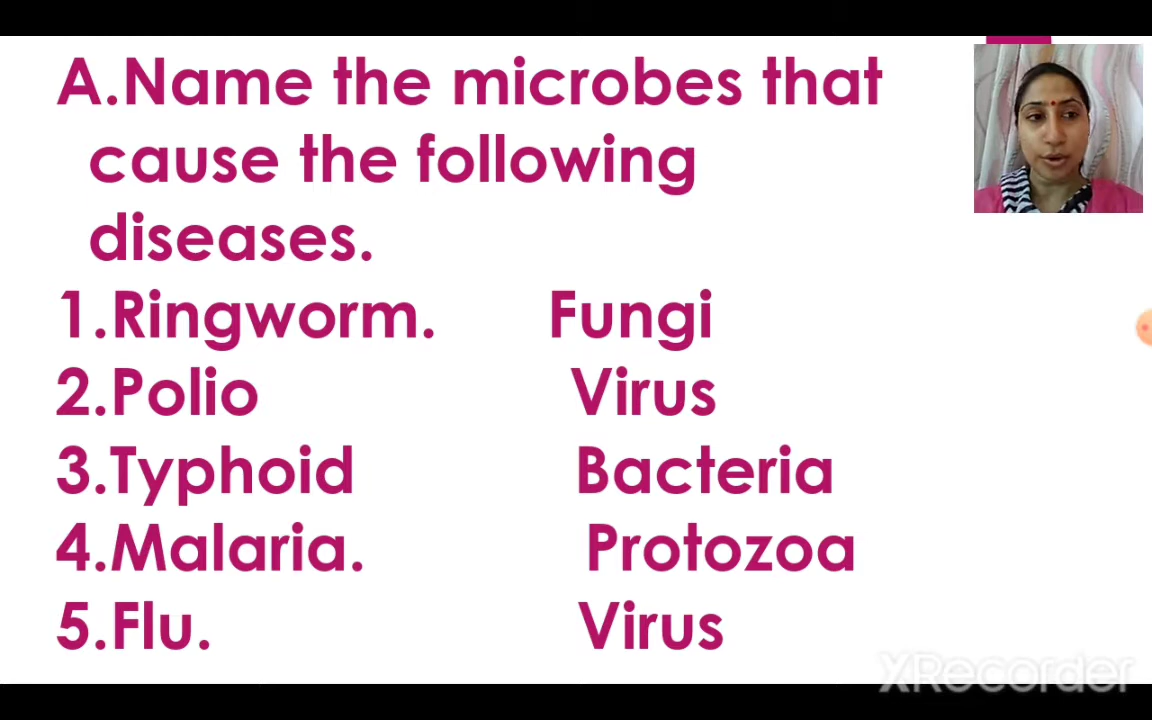 A.Name the microbes that
cause the following
diseases.
1.Ringworm. Fungi
2.Polio Virus
3.Typhoid Bacteria
4.Malaria. Protozoa
5.Flu. Virus
XRecorder